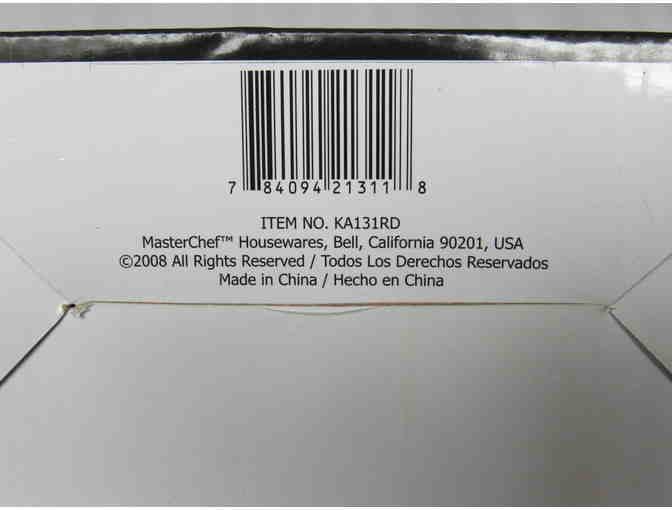 7 84094 21311 8
ITEM NO. KA131RD
MasterChef™ Housewares, Bell, California 90201, USA
©2008 All Rights Reserved / Todos Los Derechos Reservados
Made in China / Hecho en China